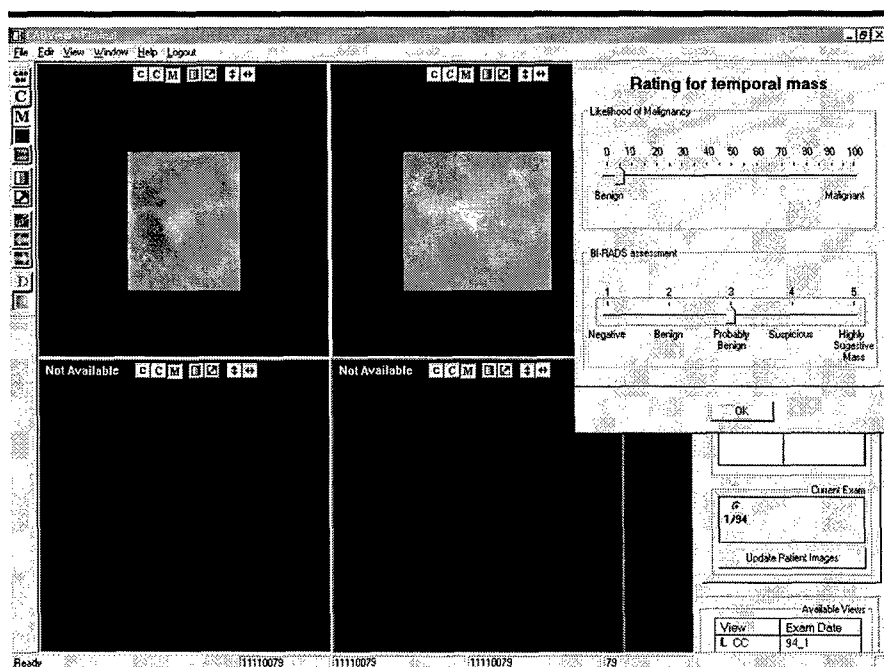 File Edit View Window Help Logout
C C M
C C M
C
M
D
Rating for temporal mass
Likelihood of Malignancy
0 10 20 30 40 50 60 70 80 90 100
Benign Malignant
BI-RADS assessment
1 2 3 4 5
Negative Benign Probably Benign Suspicious Highly Sugestive Mass
OK
Not Available C C M
Not Available C C M
Current Exam
1/94
Update Patient Images
Available Views
View Exam Date
L CC 94_1
Ready 11110079 11110079 11110079 79